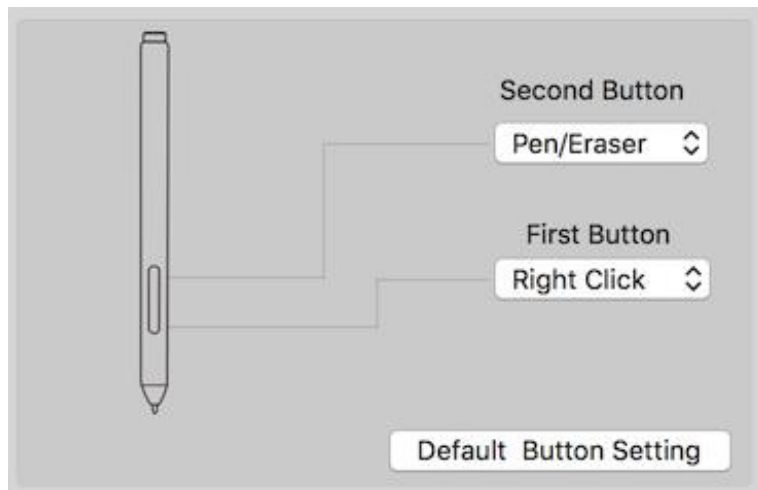 Second Button
Pen/Eraser
First Button
Right Click
Default Button Setting